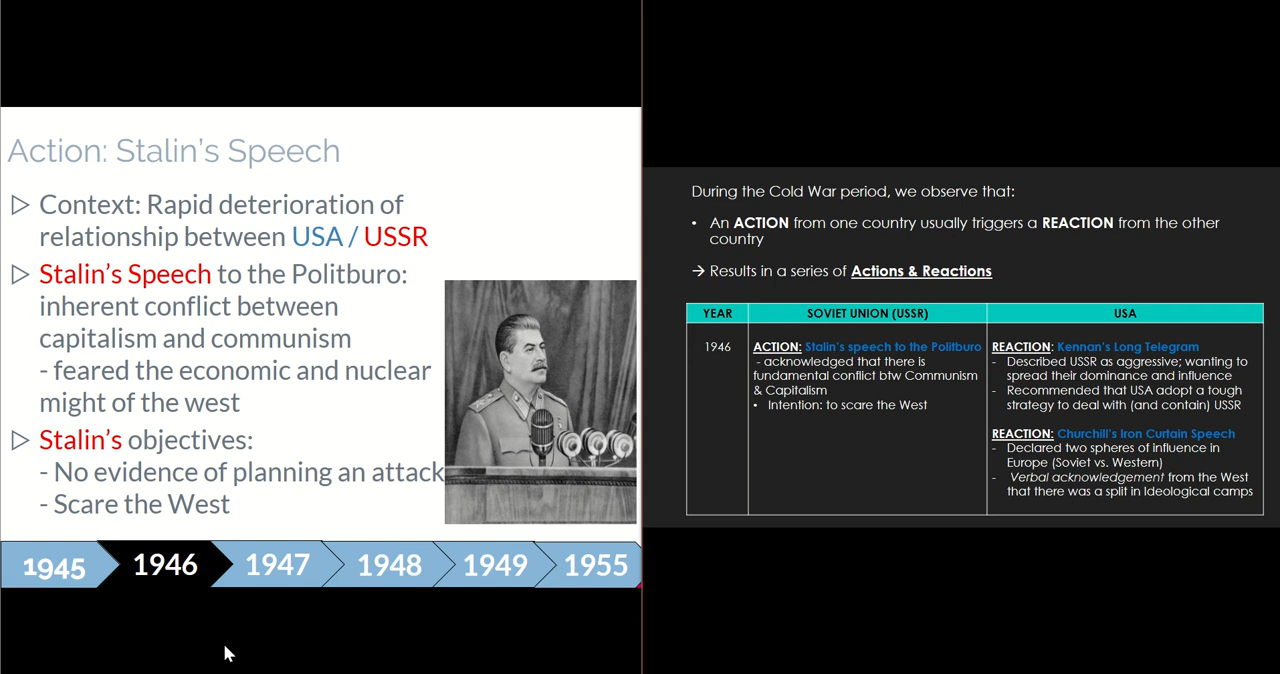 Action: Stalin's Speech
▷ Context: Rapid deterioration of
relationship between USA / USSR
▷ Stalin's Speech to the Politburo:
inherent conflict between
capitalism and communism
- feared the economic and nuclear
might of the west
▷ Stalin's objectives:
- No evidence of planning an attack
- Scare the West
1945 1946 1947 1948 1949 1955
During the Cold War period, we observe that:
• An ACTION from one country usually triggers a REACTION from the other
country
→ Results in a series of Actions & Reactions
YEAR SOVIET UNION (USSR) USA
1946
ACTION: Stalin's speech to the Politburo
- acknowledged that there is
fundamental conflict btw Communism
& Capitalism
• Intention: to scare the West
REACTION: Kennan's Long Telegram
- Described USSR as aggressive; wanting to
spread their dominance and influence
- Recommended that USA adopt a tough
strategy to deal with (and contain) USSR
REACTION: Churchill's Iron Curtain Speech
- Declared two spheres of influence in
Europe (Soviet vs. Western)
- Verbal acknowledgement from the West
that there was a split in Ideological camps